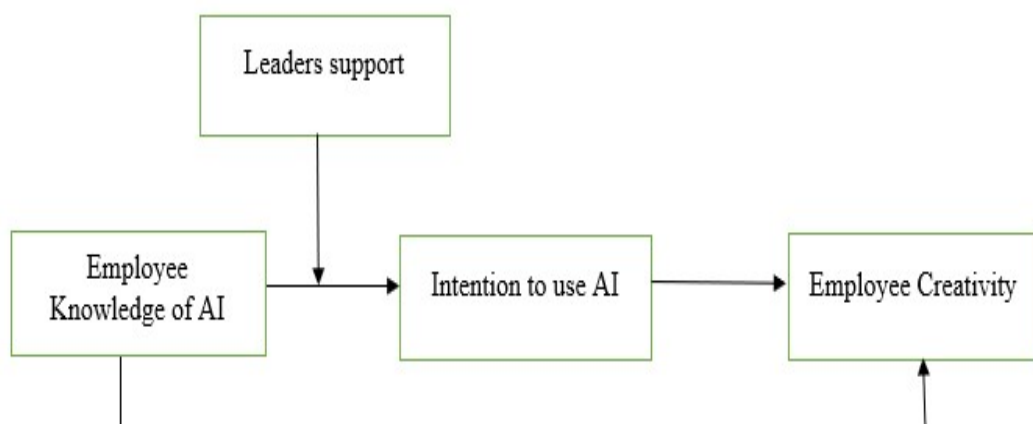 Leaders support
Employee
Knowledge of AI
Intention to use AI
Employee Creativity